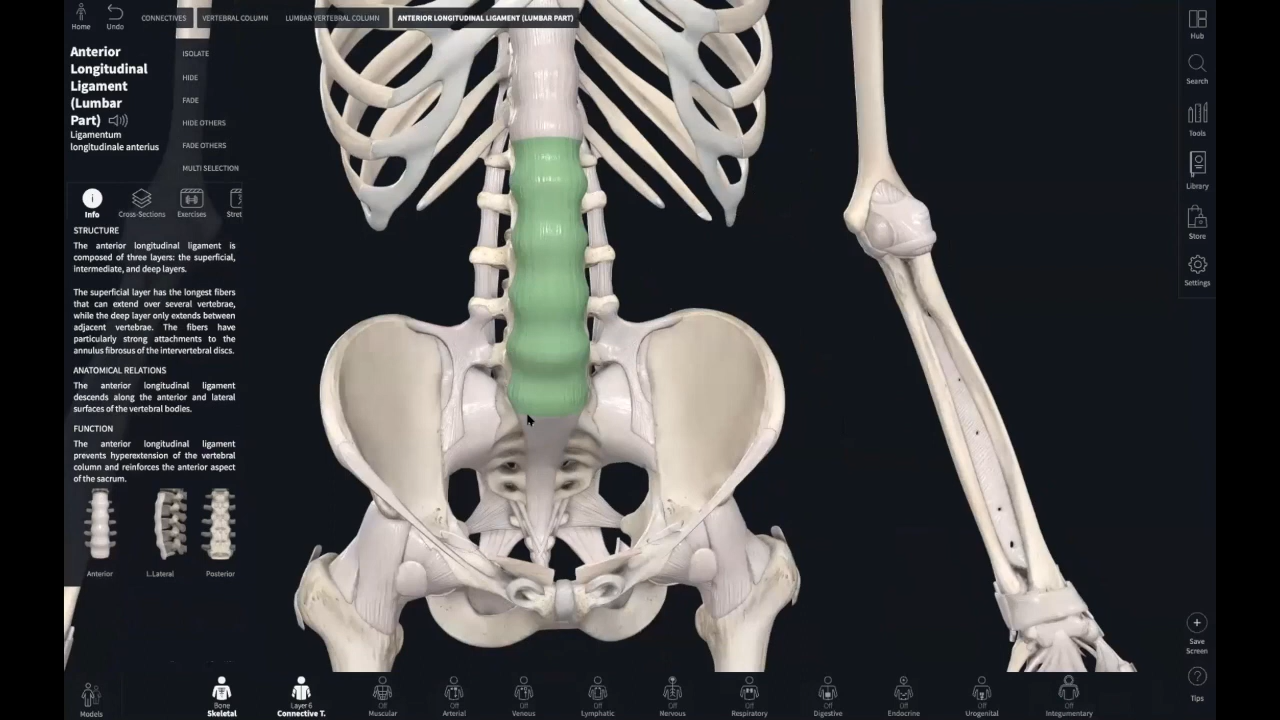 Home
Undo
CONNECTIVES
VERTEBRAL COLUMN
LUMBAR VERTEBRAL COLUMN
ANTERIOR LONGITUDINAL LIGAMENT (LUMBAR PART)
Anterior
Longitudinal
Ligament
(Lumbar
Part)
Ligamentum
longitudinale anterius
ISOLATE
HIDE
FADE
HIDE OTHERS
FADE OTHERS
MULTI SELECTION
Info
Cross-Sections
Exercises
Stret
STRUCTURE
The anterior longitudinal ligament is
composed of three layers: the superficial,
intermediate, and deep layers.
The superficial layer has the longest fibers
that can extend over several vertebrae,
while the deep layer only extends between
adjacent vertebrae. The fibers have
particularly strong attachments to the
annulus fibrosus of the intervertebral discs.
ANATOMICAL RELATIONS
The anterior longitudinal ligament
descends along the anterior and lateral
surfaces of the vertebral bodies.
FUNCTION
The anterior longitudinal ligament
prevents hyperextension of the vertebral
column and reinforces the anterior aspect
of the sacrum.
Anterior
L.Lateral
Posterior
Hub
Search
Tools
Library
Store
Settings
Save
Screen
Tips
Models
Bone
Skeletal
Layer 6
Connective T.
Off
Muscular
Off
Arterial
Off
Venous
Off
Lymphatic
Off
Nervous
Off
Respiratory
Off
Digestive
Off
Endocrine
Off
Urogenital
Off
Integumentary